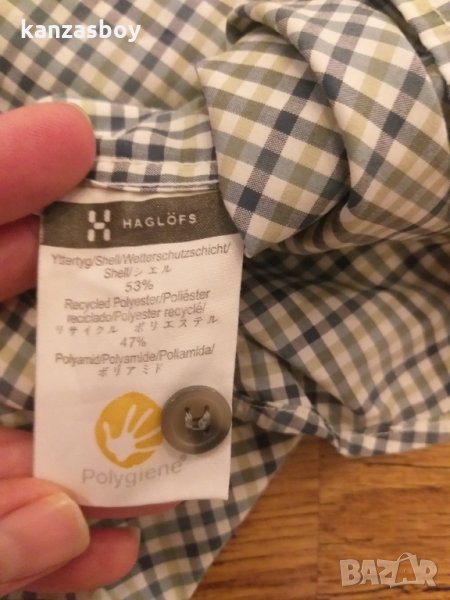 kanzasboy
HAGLÖFS
Yttertyg/Shell/Wetterschutzschicht/
Shell/シェル
53%
Recycled Polyester/Poliéster
reciclado/Polyester recyclé/
リサイクル ポリエステル
47%
Polyamid/Polyamide/Poliamida/
ポリアミド
Polygiene®
BAZAR